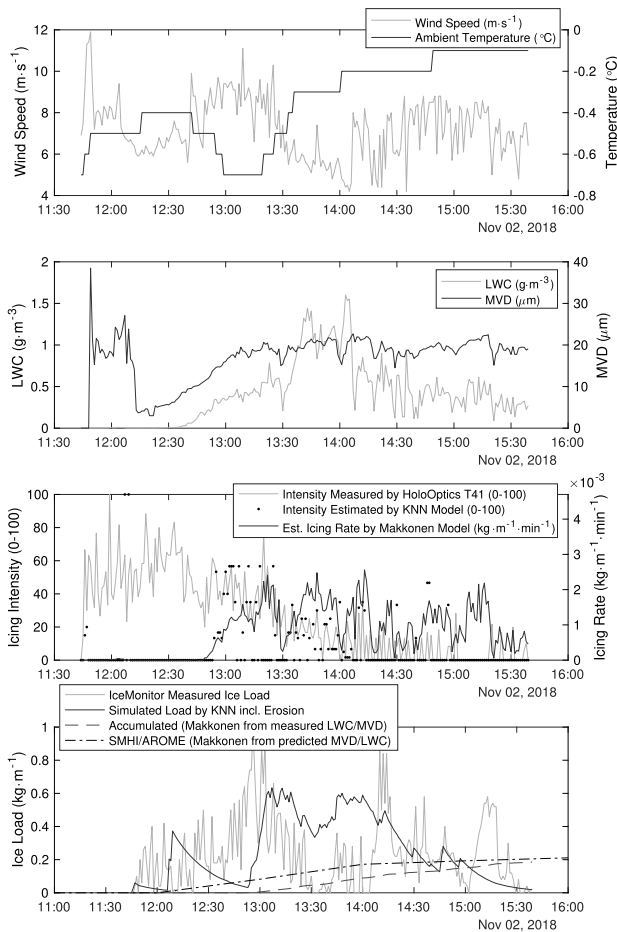 Wind Speed (m·s⁻¹)
Ambient Temperature (°C)
12
10
8
6
4
Wind Speed (m·s⁻¹)
0
-0.2
-0.4
-0.6
-0.8
Temperature (°C)
11:30 12:00 12:30 13:00 13:30 14:00 14:30 15:00 15:30 16:00
Nov 02, 2018
LWC (g·m⁻³)
MVD (μm)
2
1.5
1
0.5
0
LWC (g·m⁻³)
40
30
20
10
0
MVD (μm)
11:30 12:00 12:30 13:00 13:30 14:00 14:30 15:00 15:30 16:00
Nov 02, 2018
×10⁻³
Intensity Measured by HoloOptics T41 (0-100)
Intensity Estimated by KNN Model (0-100)
Est. Icing Rate by Makkonen Model (kg·m⁻¹·min⁻¹)
100
80
60
40
20
0
Icing Intensity (0-100)
4
3
2
1
0
Icing Rate (kg·m⁻¹·min⁻¹)
11:30 12:00 12:30 13:00 13:30 14:00 14:30 15:00 15:30 16:00
Nov 02, 2018
IceMonitor Measured Ice Load
Simulated Load by KNN incl. Erosion
Accumulated (Makkonen from measured LWC/MVD)
SMHI/AROME (Makkonen from predicted MVD/LWC)
1
0.8
0.6
0.4
0.2
0
Ice Load (kg·m⁻¹)
11:00 11:30 12:00 12:30 13:00 13:30 14:00 14:30 15:00 15:30 16:00
Nov 02, 2018